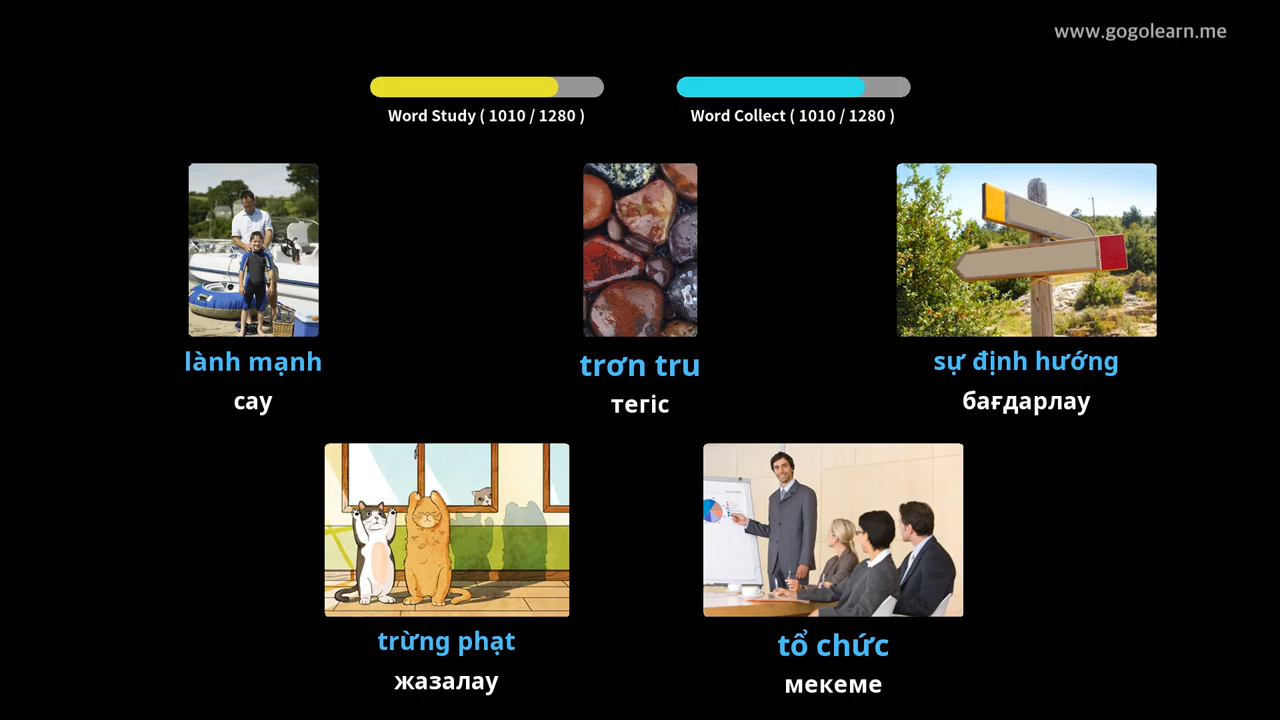 www.gogolearn.me
Word Study ( 1010 / 1280 )
Word Collect ( 1010 / 1280 )
lành mạnh
сау
trơn tru
тегіс
sự định hướng
бағдарлау
trừng phạt
жазалау
tổ chức
мекеме